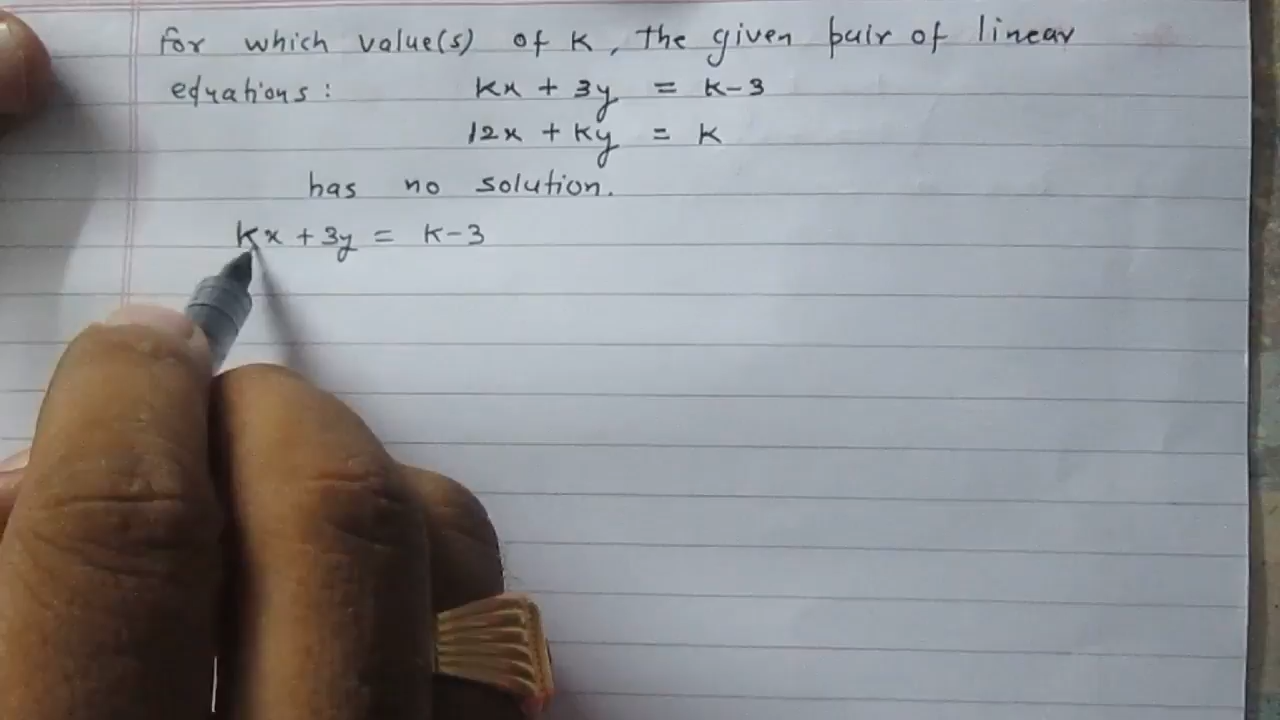 for which value(s) of K, the given pair of linear
equations: Kx + 3y = K-3
12x + Ky = K
has no solution.
Kx + 3y = K-3